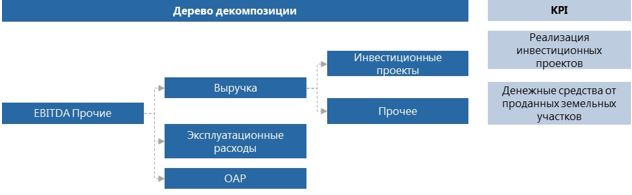 Дерево декомпозиции
KPI
EBITDA Прочие
Выручка
Эксплуатационные
расходы
ОАР
Инвестиционные
проекты
Прочее
Реализация
инвестиционных
проектов
Денежные средства от
проданных земельных
участков